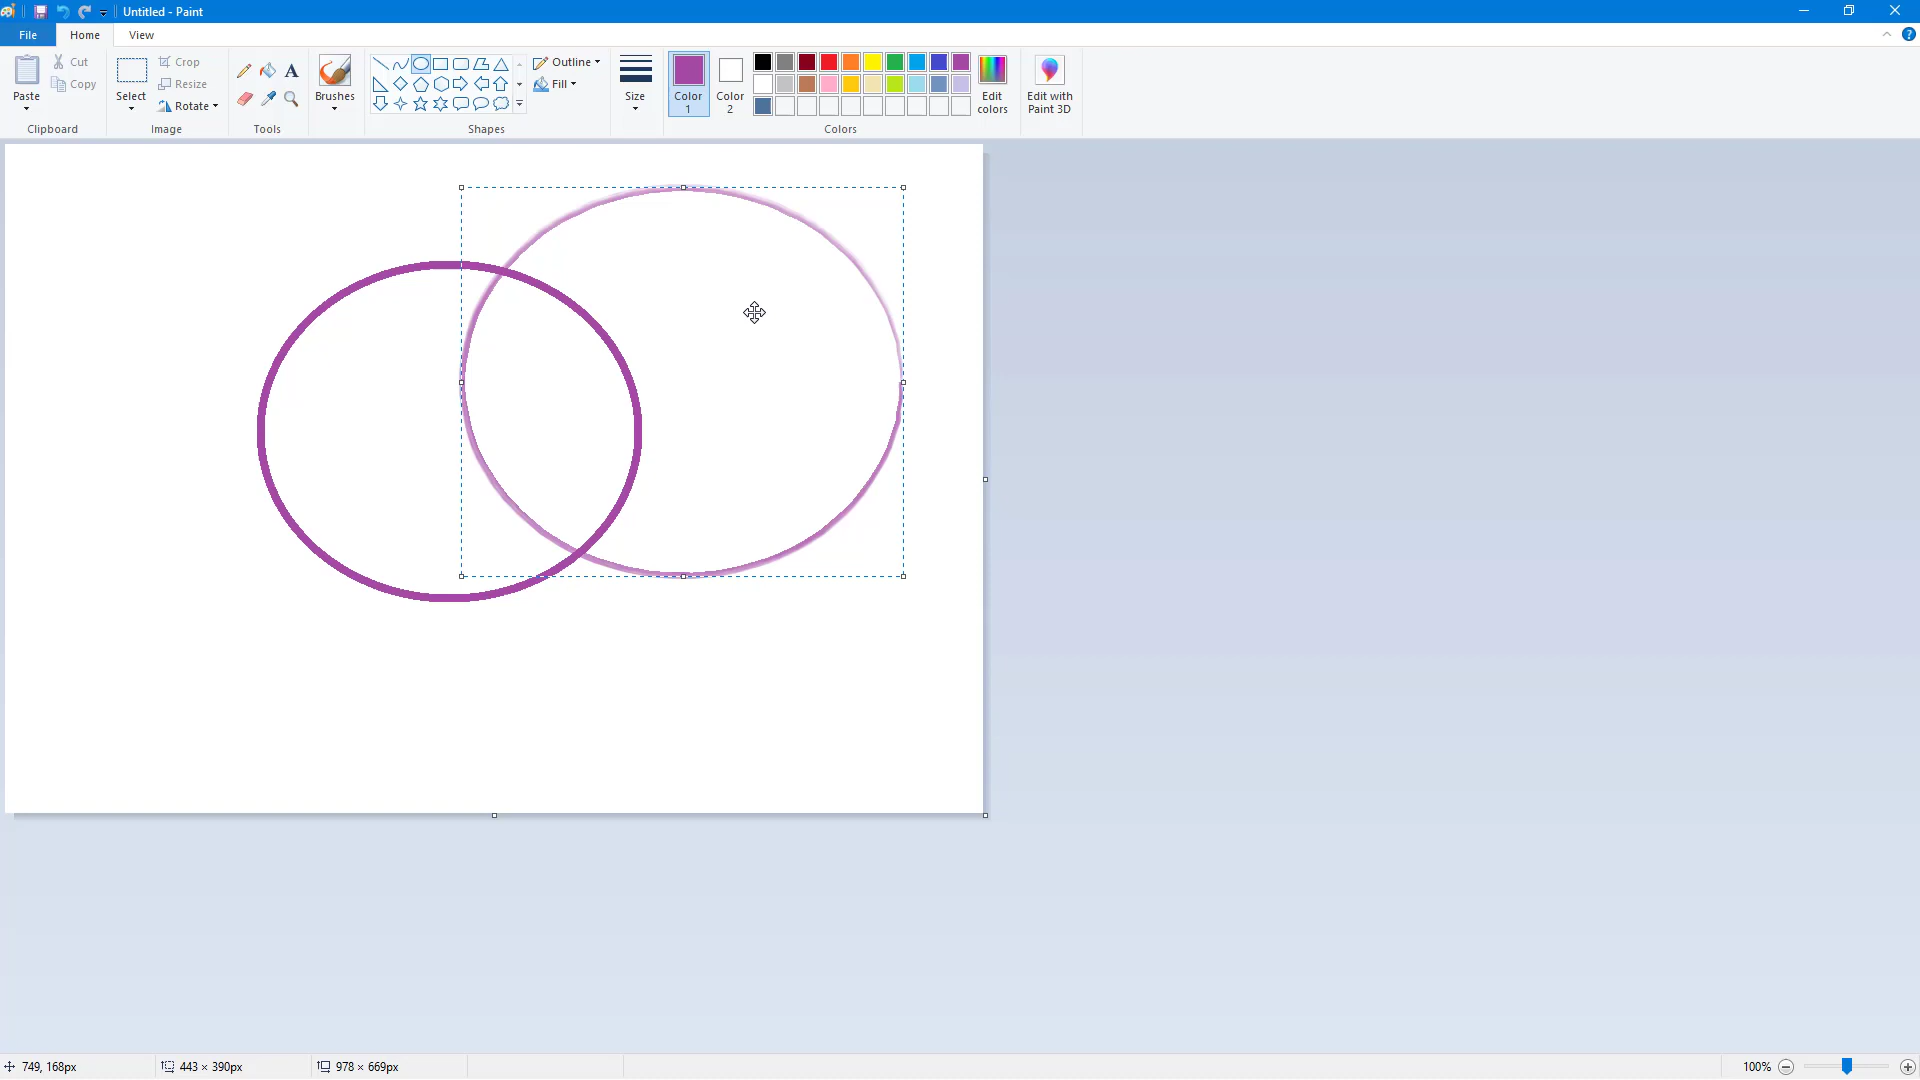 Untitled - Paint
File Home View
Paste
Cut
Copy
Clipboard
Select
Crop
Resize
Rotate
Image
A
Tools
Brushes
Shapes
Outline
Fill
Size
Color 1
Color 2
Edit colors
Colors
Edit with Paint 3D
749, 168px
443 × 390px
978 × 669px
100%